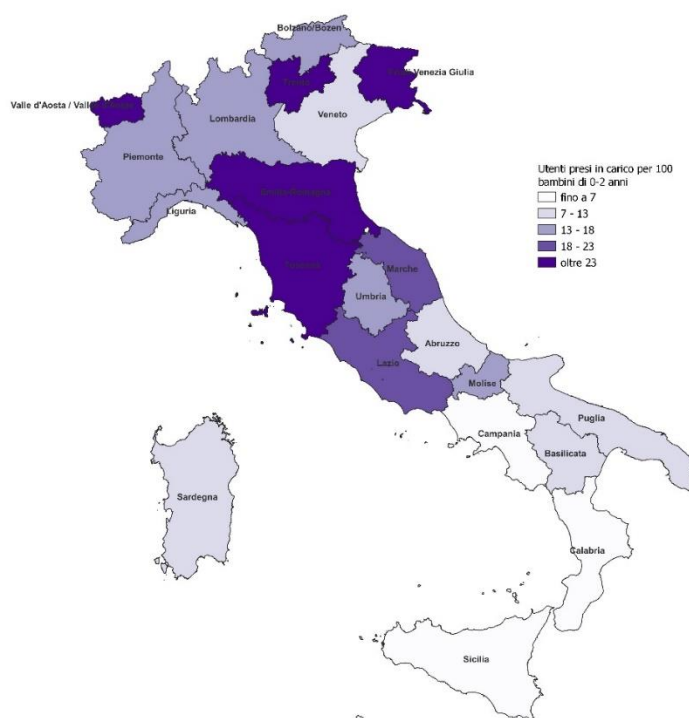 Bolzano/Bozen
Trento
Friuli Venezia Giulia
Valle d'Aosta / Vallée d'Aoste
Lombardia
Veneto
Piemonte
Emilia-Romagna
Liguria
Toscana
Marche
Umbria
Lazio
Abruzzo
Molise
Puglia
Campania
Basilicata
Sardegna
Calabria
Sicilia
Utenti presi in carico per 100
bambini di 0-2 anni
fino a 7
7 - 13
13 - 18
18 - 23
oltre 23